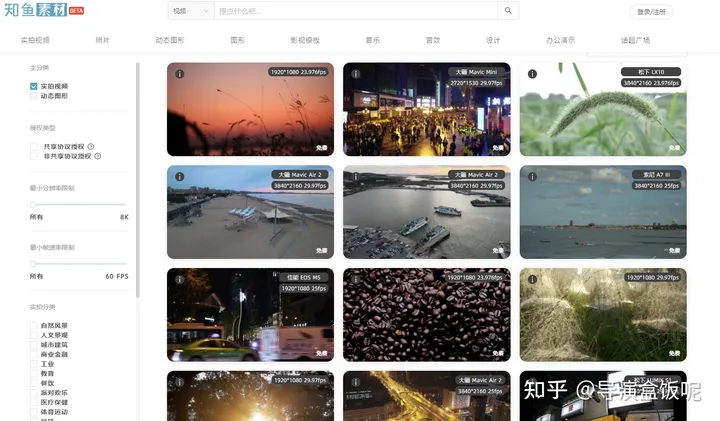 知鱼素材 BETA
视频
搜点什么吧...
登录/注册
实拍视频 照片 动态图形 图形 影视模板 音乐 音效 设计 办公演示 话题广场
主分类
实拍视频
动态图形
授权类型
共享协议授权 ?
非共享协议授权 ?
最小分辨率限制
所有 8K
最小帧速率限制
所有 60 FPS
实拍分类
自然风景
人文景观
城市建筑
商业金融
工业
教育
餐饮
派对欢乐
医疗保健
体育运动
1920*1080 23.976fps
免费
大疆 Mavic Mini
2720*1530 29.97fps
免费
松下 LX10
3840*2160 29.97fps
免费
大疆 Mavic Air 2
3840*2160 29.97fps
免费
大疆 Mavic Air 2
3840*2160 29.97fps
免费
索尼 A7 III
3840*2160 25fps
免费
佳能 EOS M5
1920*1080 25fps
免费
1920*1080 23.976fps
免费
1920*1080 29.97fps
免费
1920*1080 29.97fps
大疆 Mavic Air 2
3840*2160 25fps
松下 LUMIX S1
知乎 @导演盒饭呢